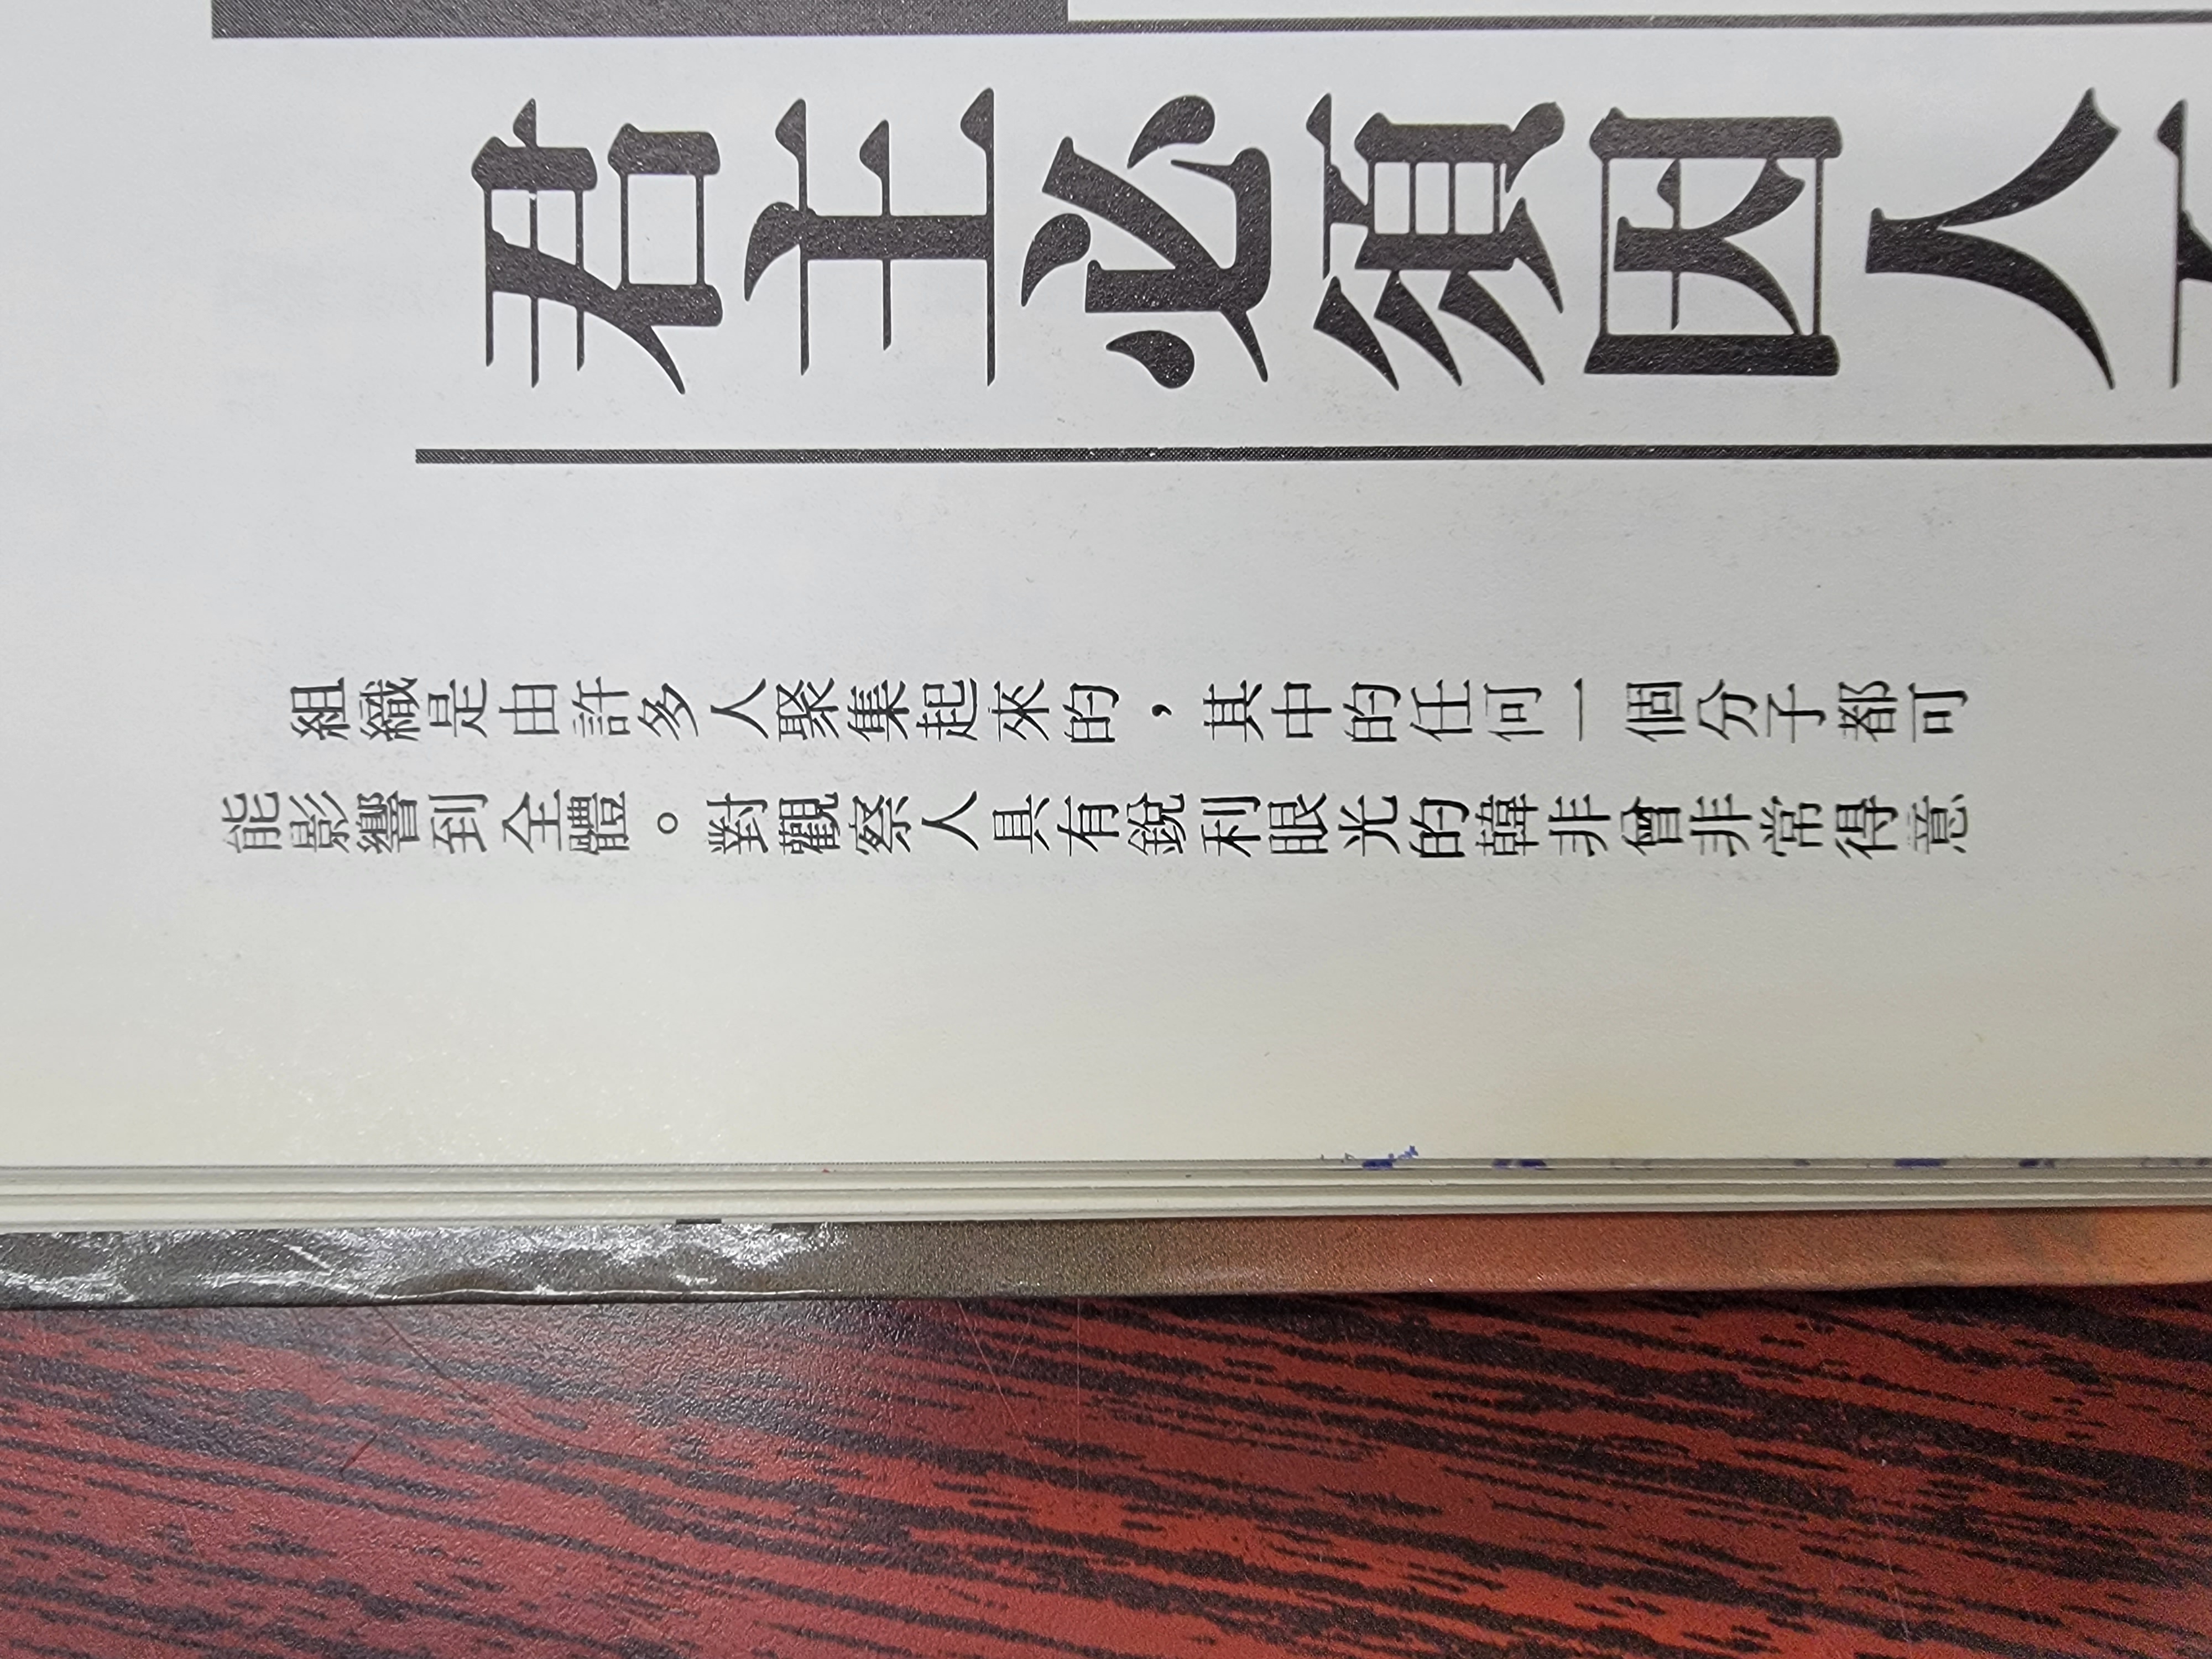 君主必須因人
組織是由許多人聚集起來的，其中的任何一個分子都可
能影響到全體。對觀察人具有銳利眼光的韓非曾非常得意